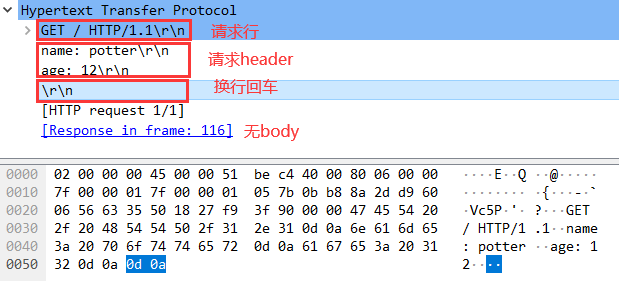 Hypertext Transfer Protocol
GET / HTTP/1.1\r\n 请求行
name: potter\r\n
age: 12\r\n 请求header
\r\n 换行回车
[HTTP request 1/1]
[Response in frame: 116] 无body
0000 02 00 00 00 45 00 00 51 be c4 40 00 80 06 00 00 ····E··Q ··@·····
0010 7f 00 00 01 7f 00 00 01 05 7b 0b b8 8a 2d d9 60 ········ ·{···-·`
0020 06 56 63 35 50 18 27 f9 3f 90 00 00 47 45 54 20 ·Vc5P·'· ?···GET
0030 2f 20 48 54 54 50 2f 31 2e 31 0d 0a 6e 61 6d 65 / HTTP/1 .1··name
0040 3a 20 70 6f 74 74 65 72 0d 0a 61 67 65 3a 20 31 : potter ··age: 1
0050 32 0d 0a 0d 0a 2····